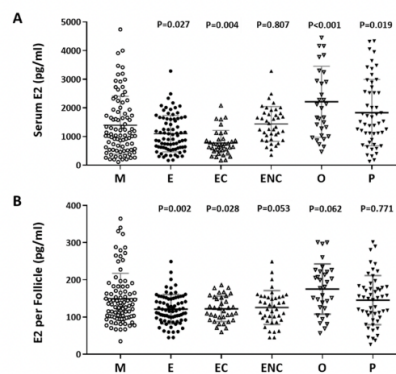 A
P=0.027 P=0.004 P=0.807 P<0.001 P=0.019
Serum E2 (pg/ml)
5000
4000
3000
2000
1000
0
M E EC ENC O P
B
P=0.002 P=0.028 P=0.053 P=0.062 P=0.771
E2 per Follicle (pg/ml)
400
300
200
100
0
M E EC ENC O P